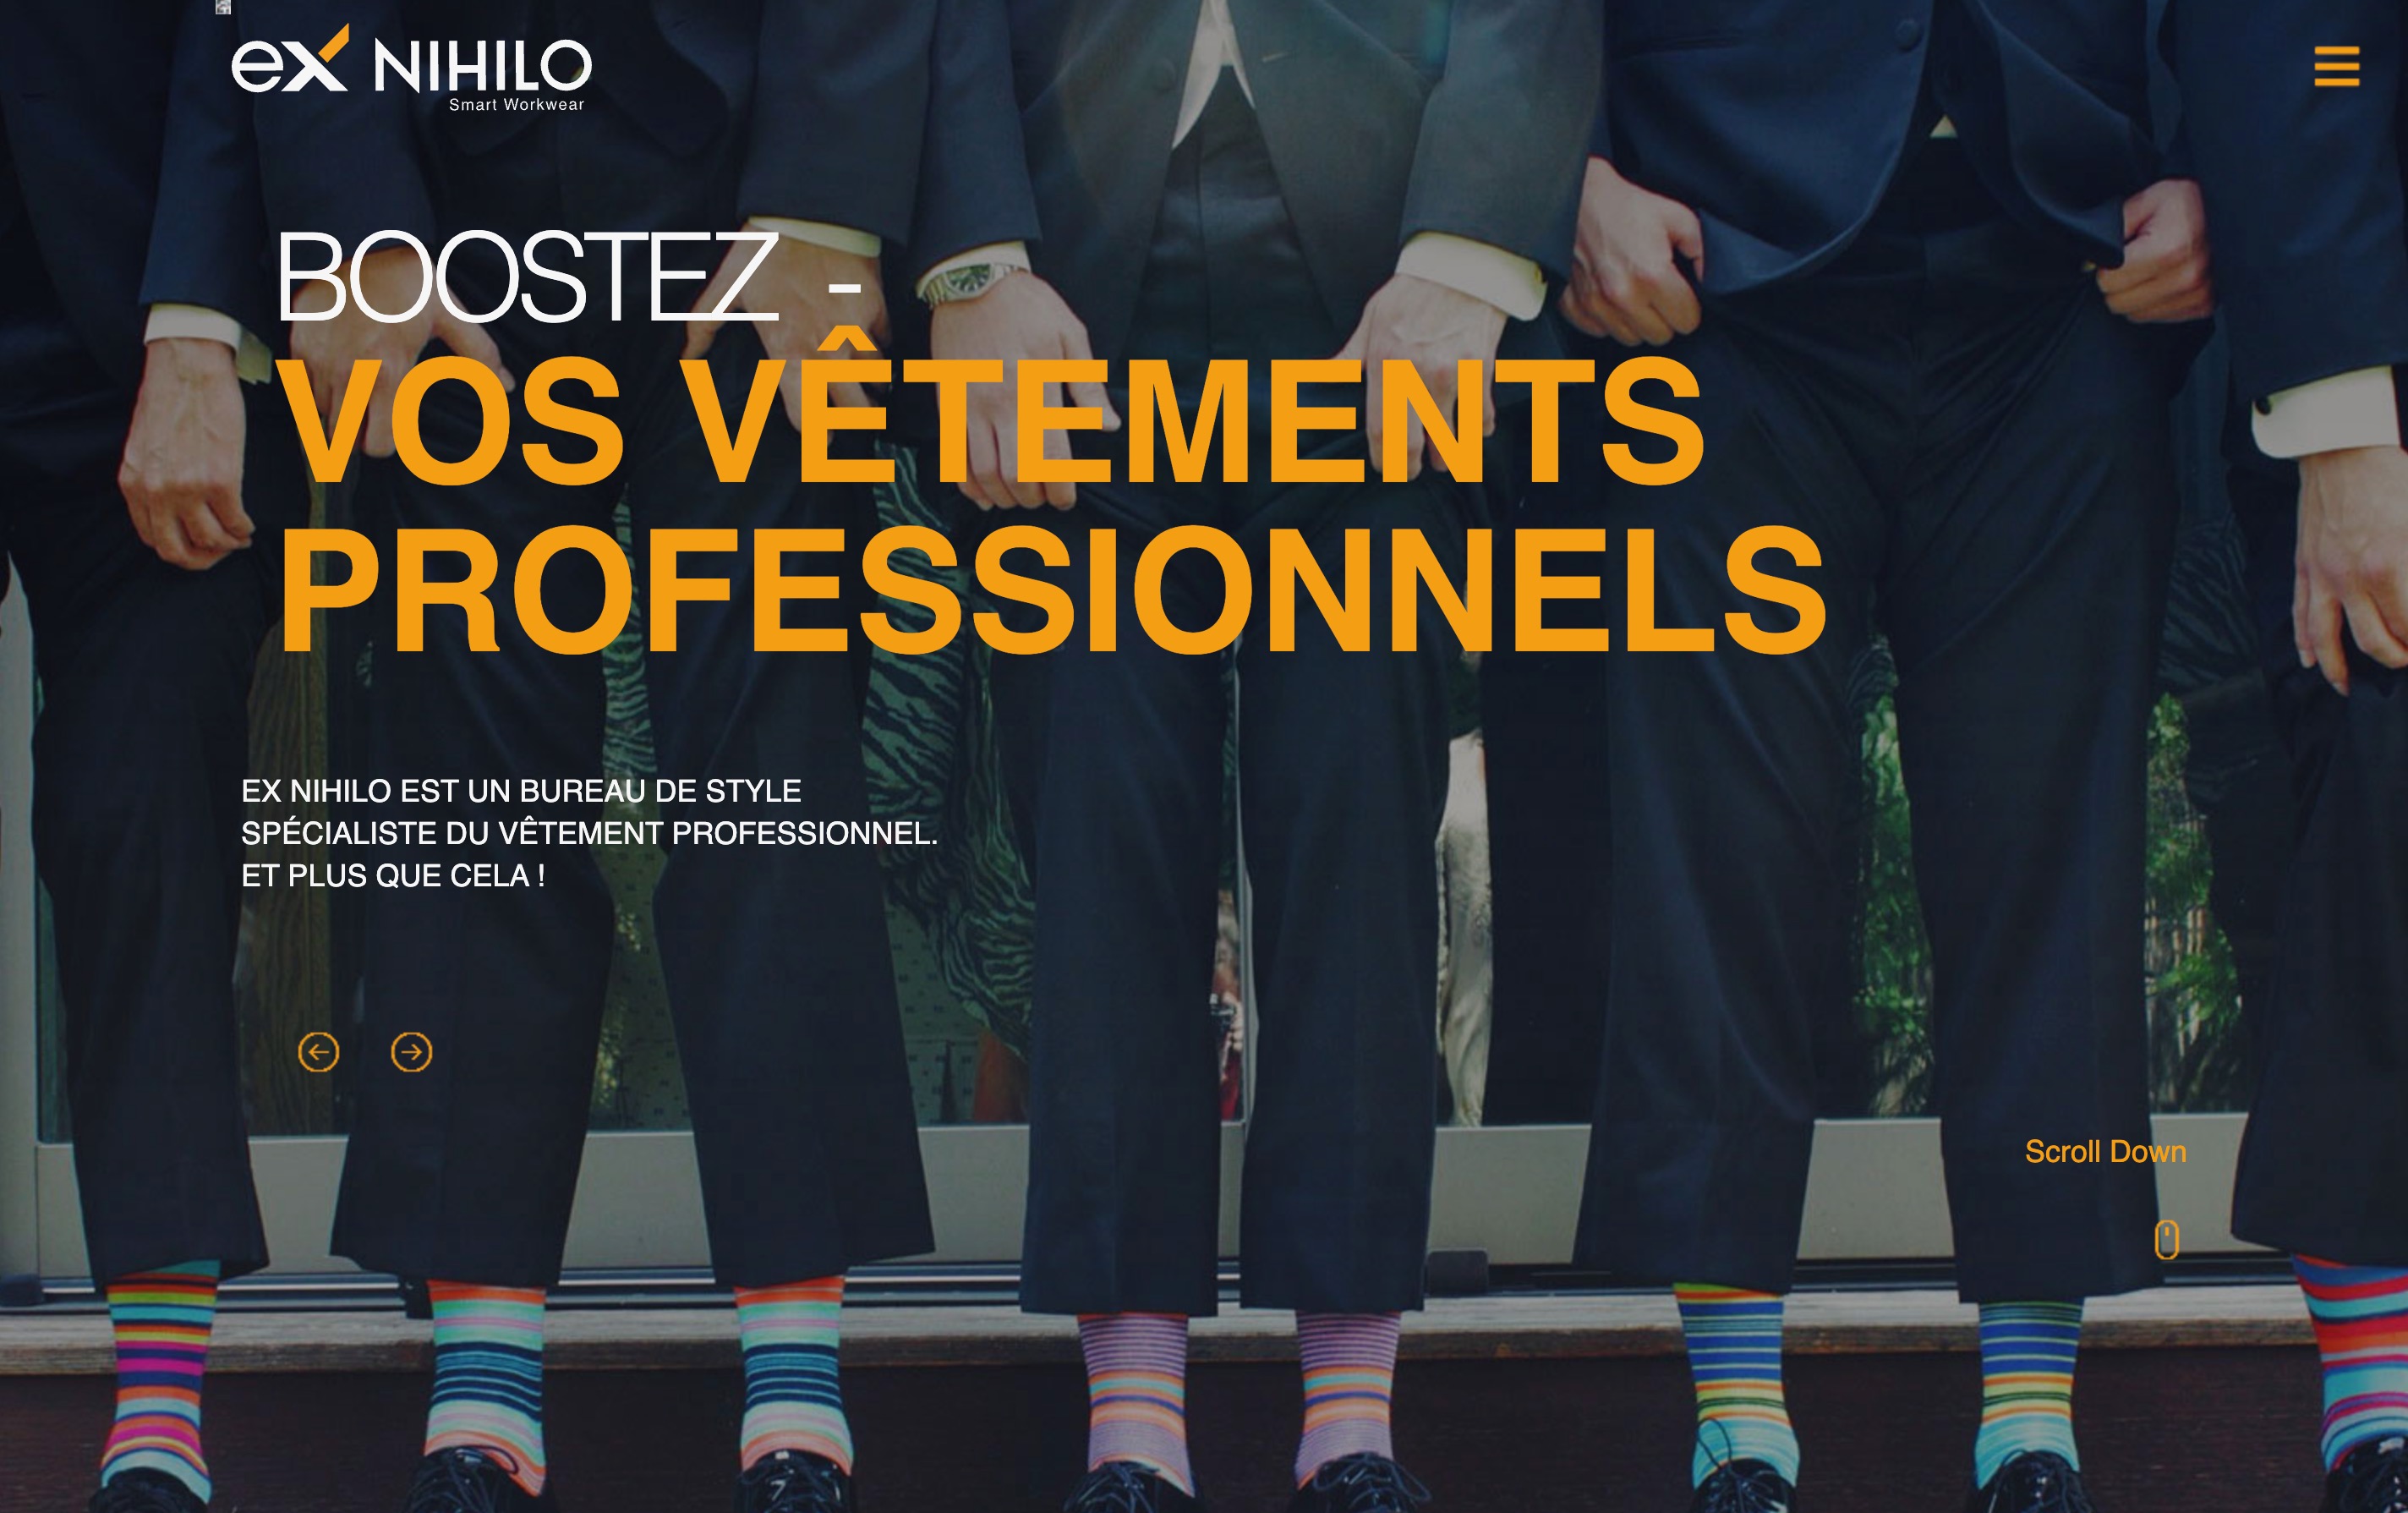 ex NIHILO
Smart Workwear
BOOSTEZ -
VOS VÊTEMENTS
PROFESSIONNELS
EX NIHILO EST UN BUREAU DE STYLE
SPÉCIALISTE DU VÊTEMENT PROFESSIONNEL.
ET PLUS QUE CELA !
Scroll Down